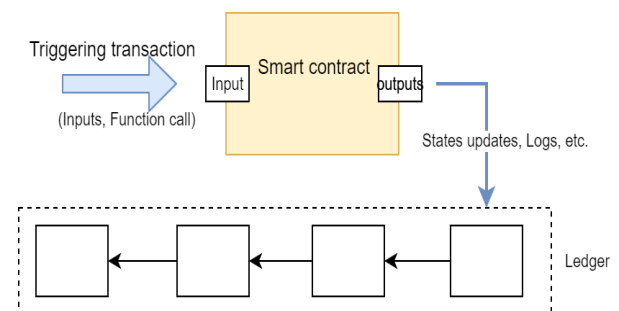 Triggering transaction
(Inputs, Function call)
Input
Smart contract
outputs
States updates, Logs, etc.
Ledger